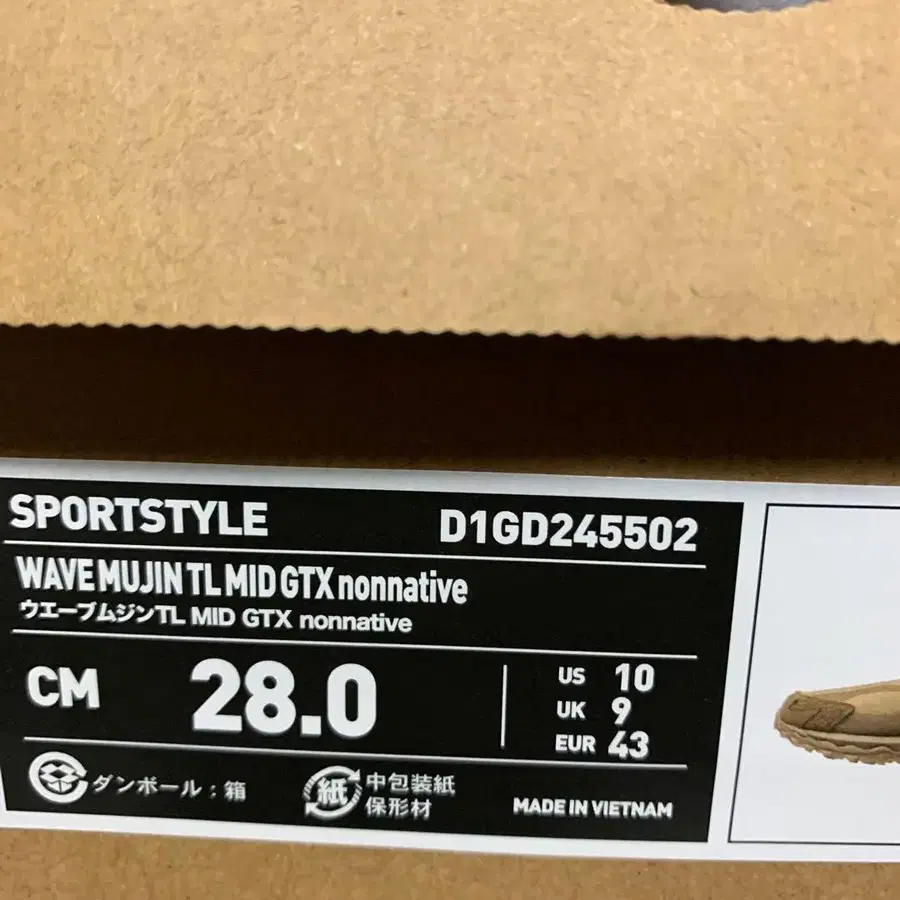 SPORTSTYLE D1GD245502
WAVE MUJIN TL MID GTX nonnative
ウエーブムジンTL MID GTX nonnative
CM 28.0
US 10
UK 9
EUR 43
ダンボール：箱
紙 中包装紙
保形材
MADE IN VIETNAM